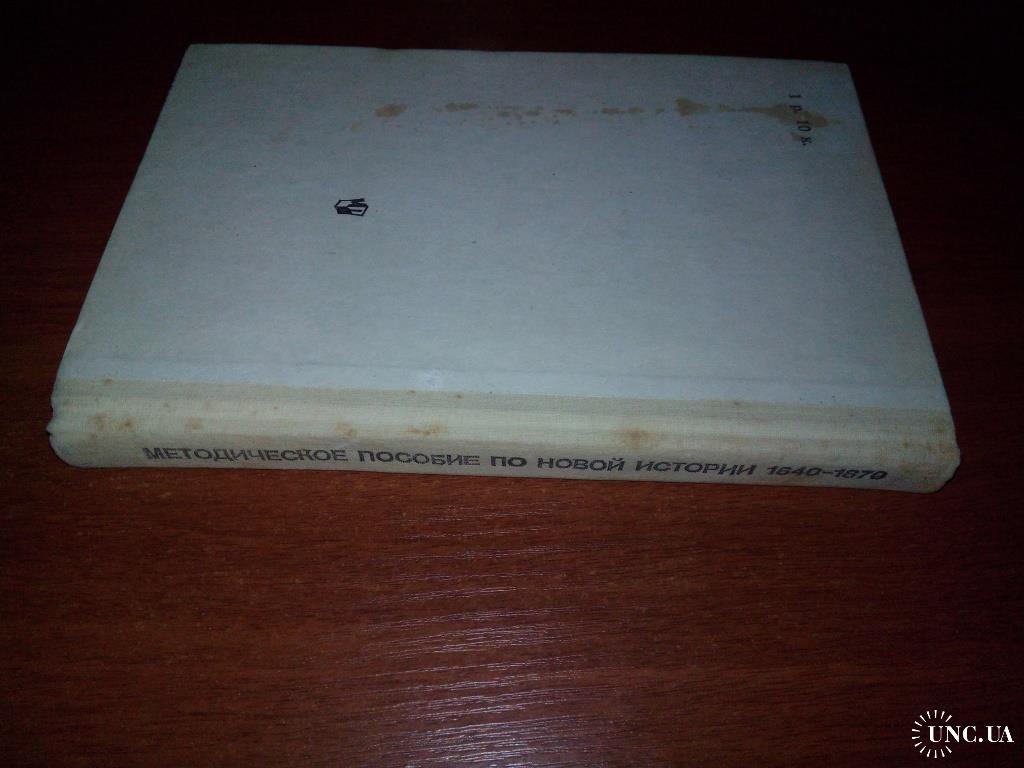 1 р. 10 к.
МЕТОДИЧЕСКОЕ ПОСОБИЕ ПО НОВОЙ ИСТОРИИ 1640–1870
UNC.UA